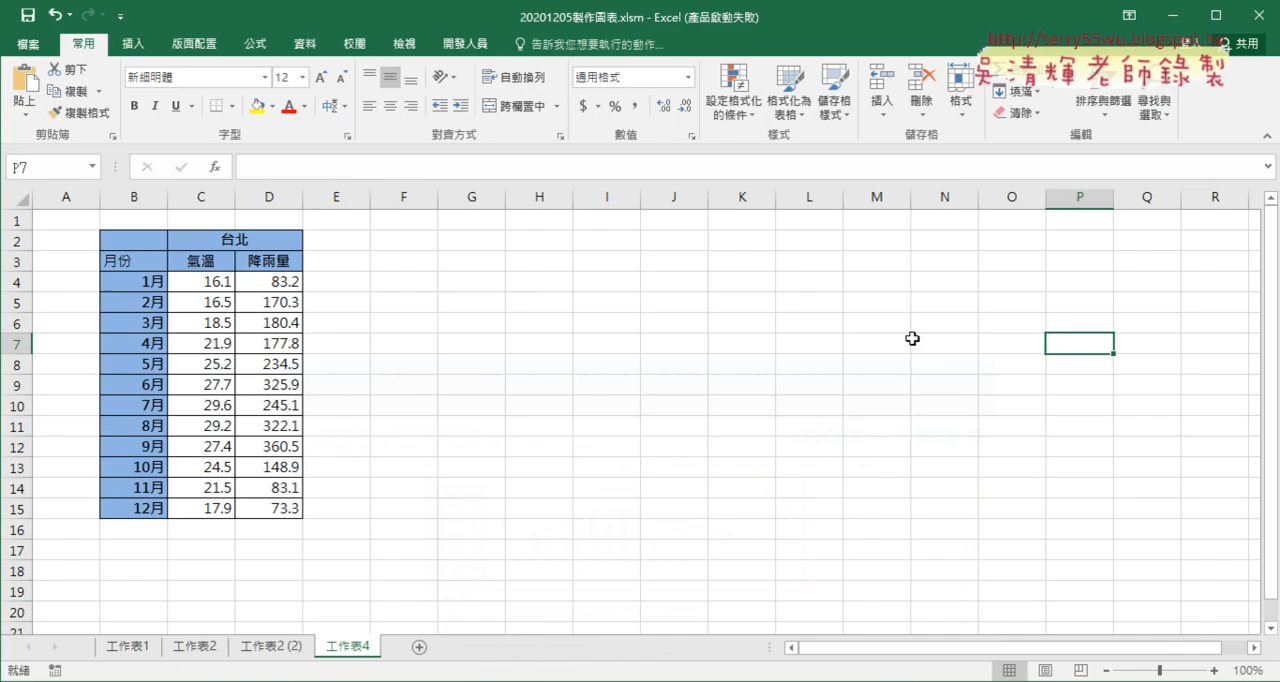 20201205製作圖表.xlsm - Excel (產品啟動失敗)
http://terry55wu.blogspot.tw
吳清輝老師錄製
檔案 常用 插入 版面配置 公式 資料 校閱 檢視 開發人員 告訴我您想要執行的動作... 登入 共用
貼上 剪下 複製 複製格式 剪貼簿
新細明體 12 B I U 字型
自動換列 跨欄置中 對齊方式
通用格式 $ % , 數值
設定格式化的條件 格式化為表格 儲存格樣式 樣式
插入 刪除 格式 儲存格
填滿 清除 排序與篩選 尋找與選取 編輯
P7 fx
A B C D E F G H I J K L M N O P Q R
1
2 台北
3 月份 氣溫 降雨量
4 1月 16.1 83.2
5 2月 16.5 170.3
6 3月 18.5 180.4
7 4月 21.9 177.8
8 5月 25.2 234.5
9 6月 27.7 325.9
10 7月 29.6 245.1
11 8月 29.2 322.1
12 9月 27.4 360.5
13 10月 24.5 148.9
14 11月 21.5 83.1
15 12月 17.9 73.3
16
17
18
19
20
21
工作表1 工作表2 工作表2 (2) 工作表4
就緒 100%